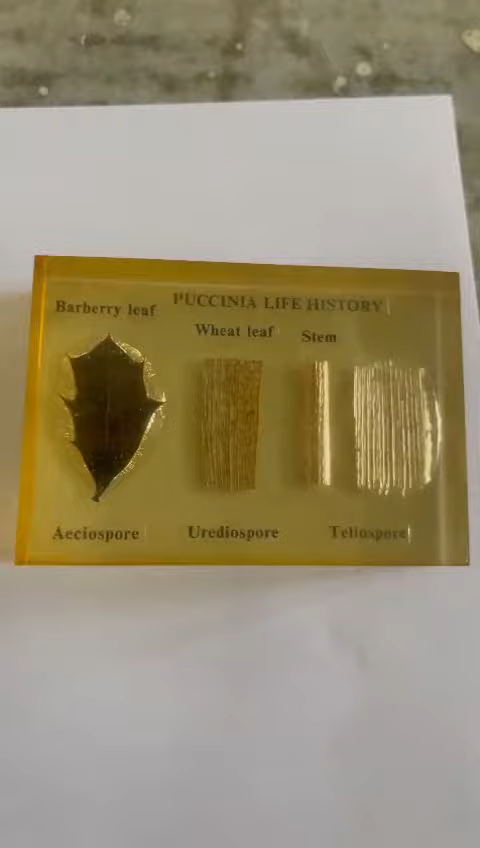 PUCCINIA LIFE HISTORY
Barberry leaf
Wheat leaf
Stem
Aeciospore
Urediospore
Teliospore